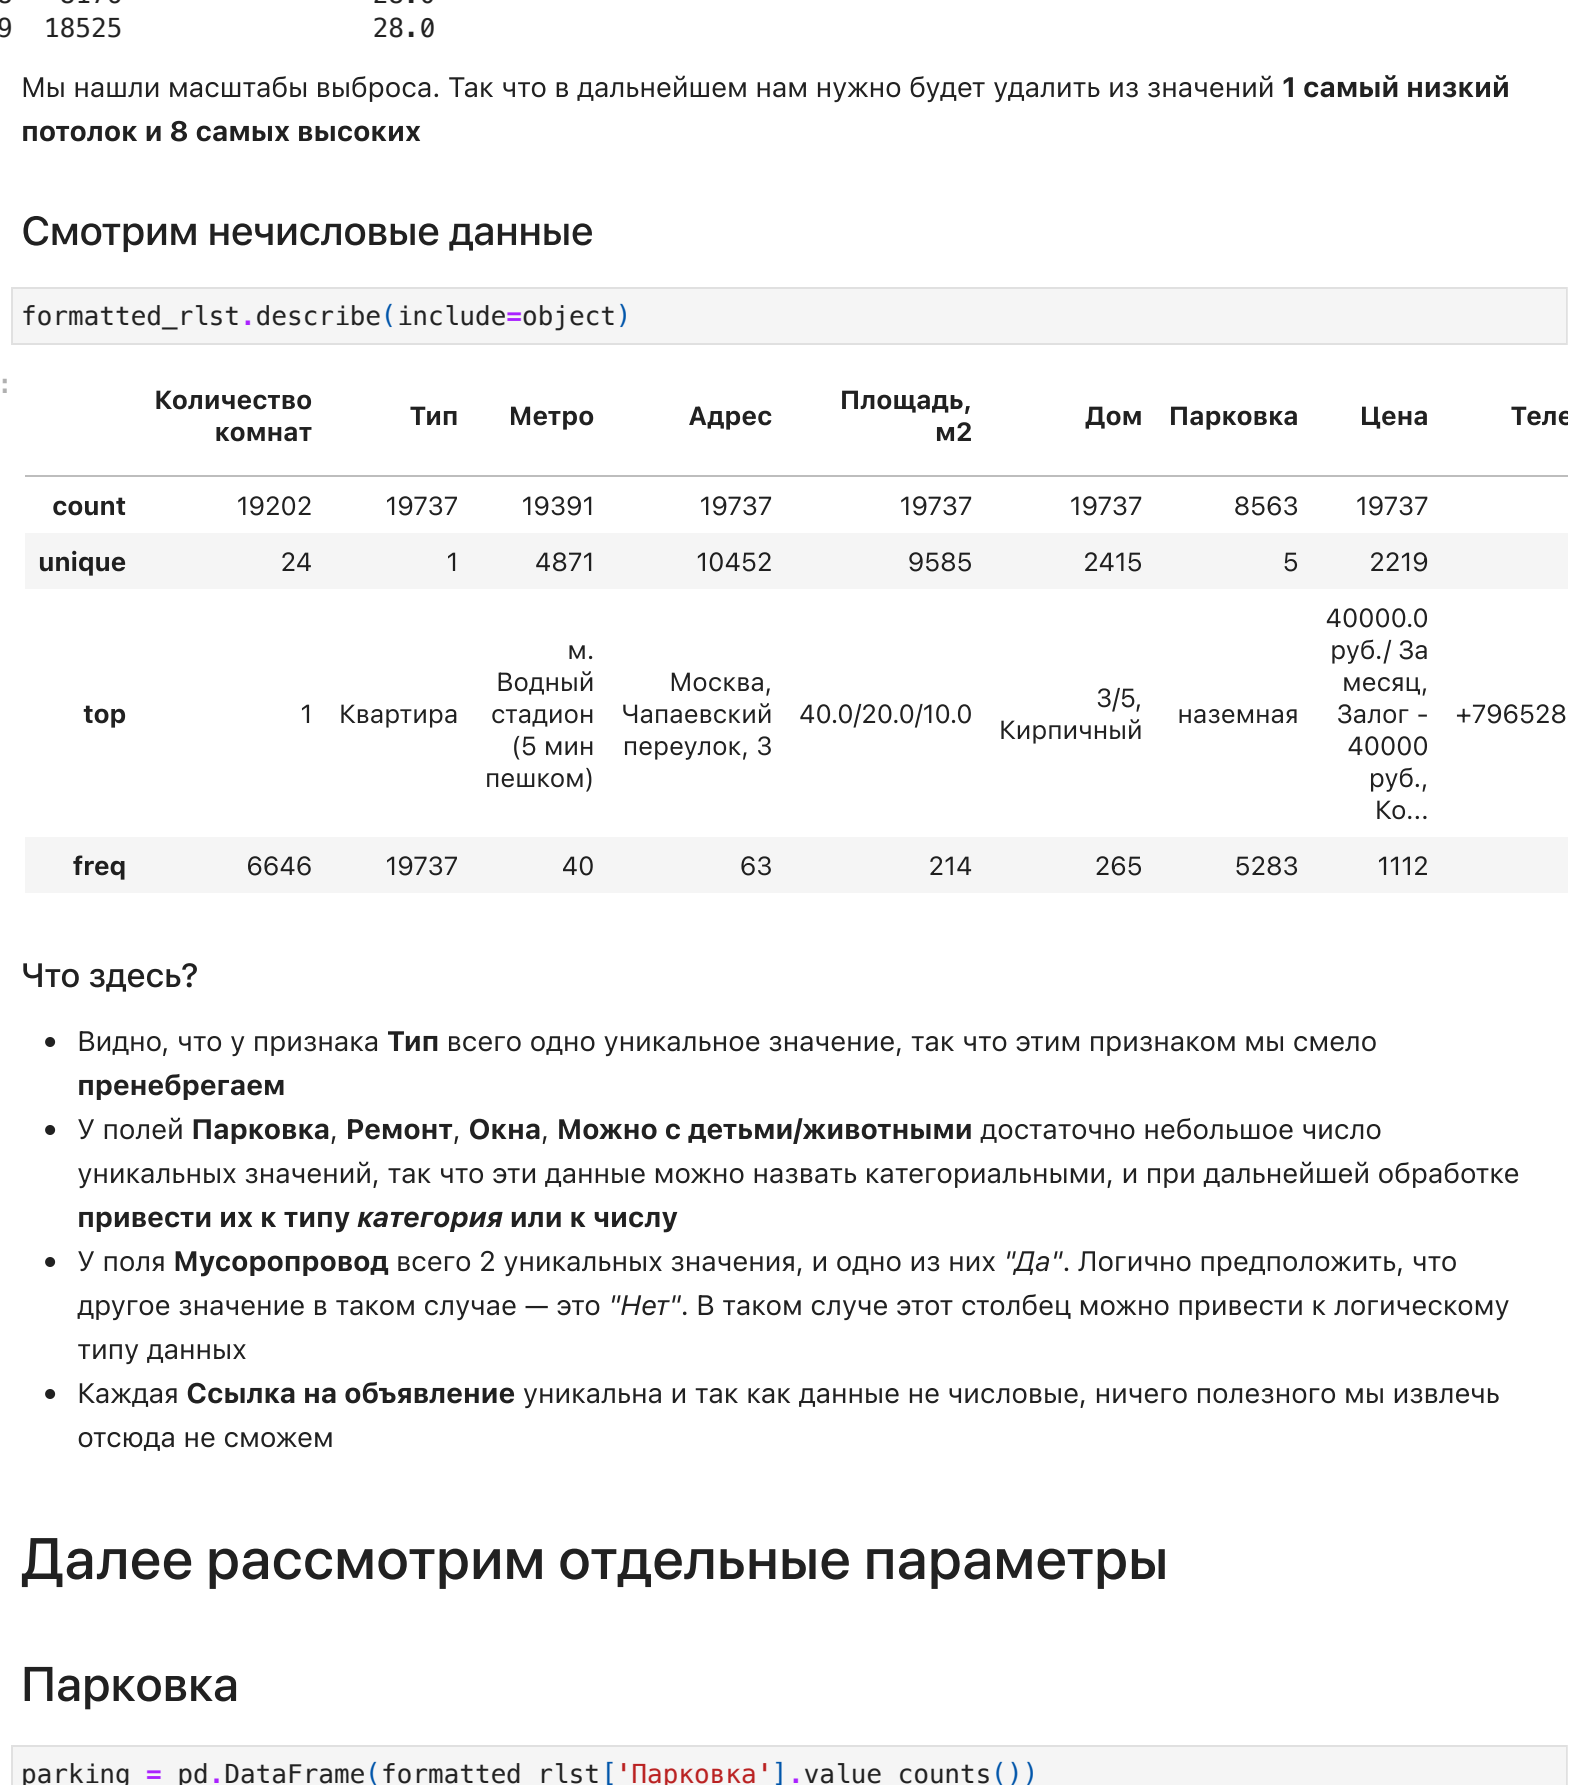 9 18525 28.0
Мы нашли масштабы выброса. Так что в дальнейшем нам нужно будет удалить из значений 1 самый низкий
потолок и 8 самых высоких
Смотрим нечисловые данные
formatted_rlst.describe(include=object)
:
Количество комнат Тип Метро Адрес Площадь, м2 Дом Парковка Цена Теле
count 19202 19737 19391 19737 19737 19737 8563 19737
unique 24 1 4871 10452 9585 2415 5 2219
top 1 Квартира м. Водный стадион (5 мин пешком) Москва, Чапаевский переулок, 3 40.0/20.0/10.0 3/5, Кирпичный наземная 40000.0 руб./ За месяц, Залог - 40000 руб., Ко... +796528
freq 6646 19737 40 63 214 265 5283 1112
Что здесь?
• Видно, что у признака Тип всего одно уникальное значение, так что этим признаком мы смело
пренебрегаем
• У полей Парковка, Ремонт, Окна, Можно с детьми/животными достаточно небольшое число
уникальных значений, так что эти данные можно назвать категориальными, и при дальнейшей обработке
привести их к типу категория или к числу
• У поля Мусоропровод всего 2 уникальных значения, и одно из них "Да". Логично предположить, что
другое значение в таком случае — это "Нет". В таком случе этот столбец можно привести к логическому
типу данных
• Каждая Ссылка на объявление уникальна и так как данные не числовые, ничего полезного мы извлечь
отсюда не сможем
Далее рассмотрим отдельные параметры
Парковка
parking = pd.DataFrame(formatted_rlst['Парковка'].value_counts())